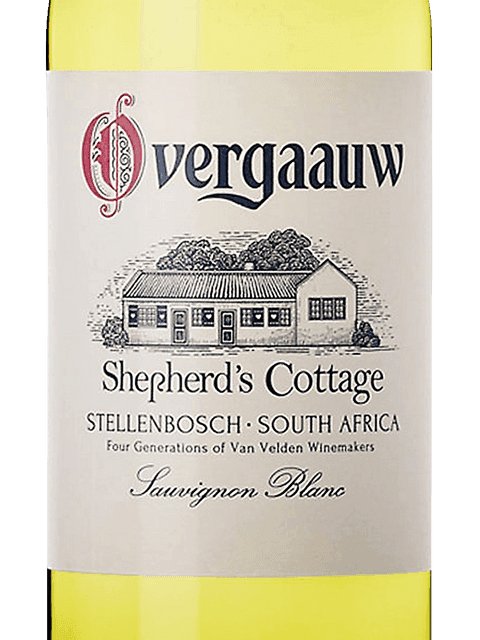 Overgaauw
Shepherd's Cottage
STELLENBOSCH · SOUTH AFRICA
Four Generations of Van Velden Winemakers
Sauvignon Blanc